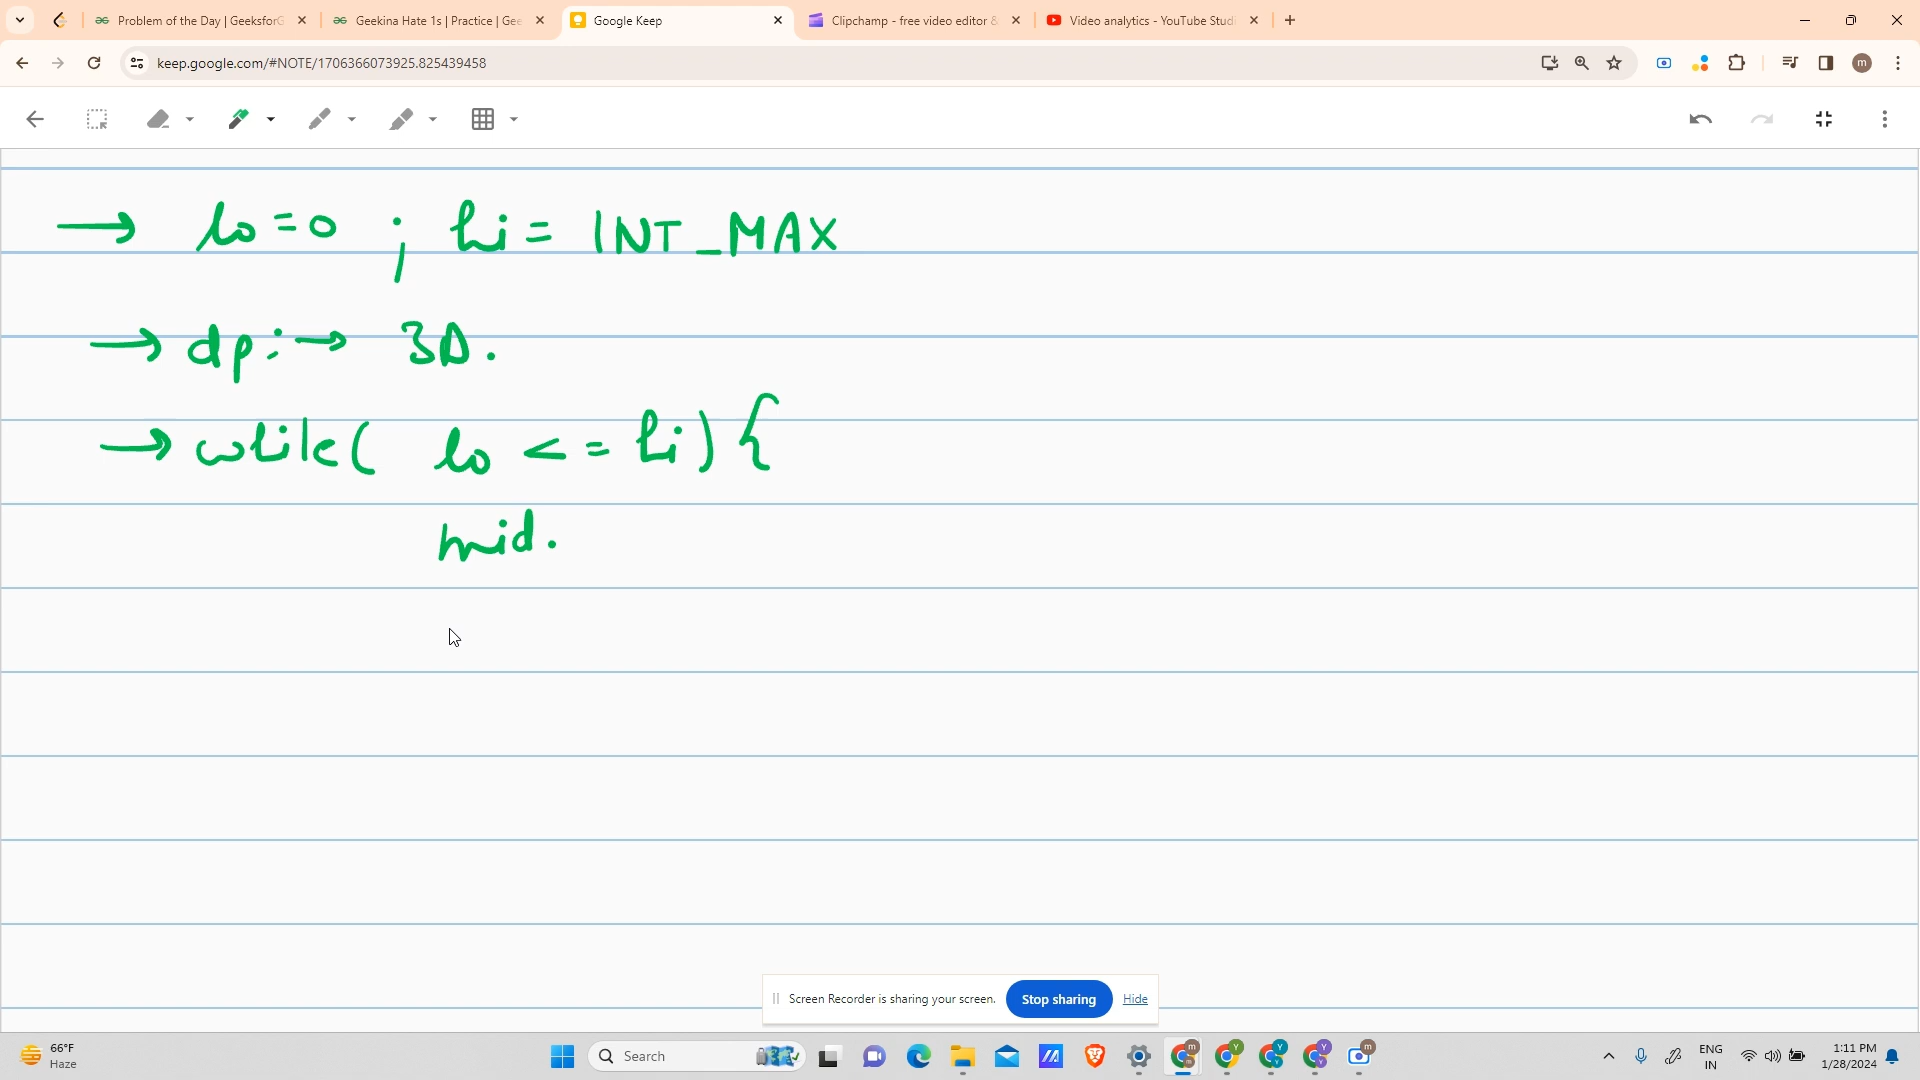 Problem of the Day | GeeksforG
Geekina Hate 1s | Practice | Gee
Google Keep
Clipchamp - free video editor &
Video analytics - YouTube Studi
keep.google.com/#NOTE/1706366073925.825439458
m
→ lo = 0 ; hi = INT_MAX
→ dp :→ 3D.
→ while( lo <= hi) {
mid.
Screen Recorder is sharing your screen.
Stop sharing
Hide
66°F
Haze
Search
ENG
IN
1:11 PM
1/28/2024